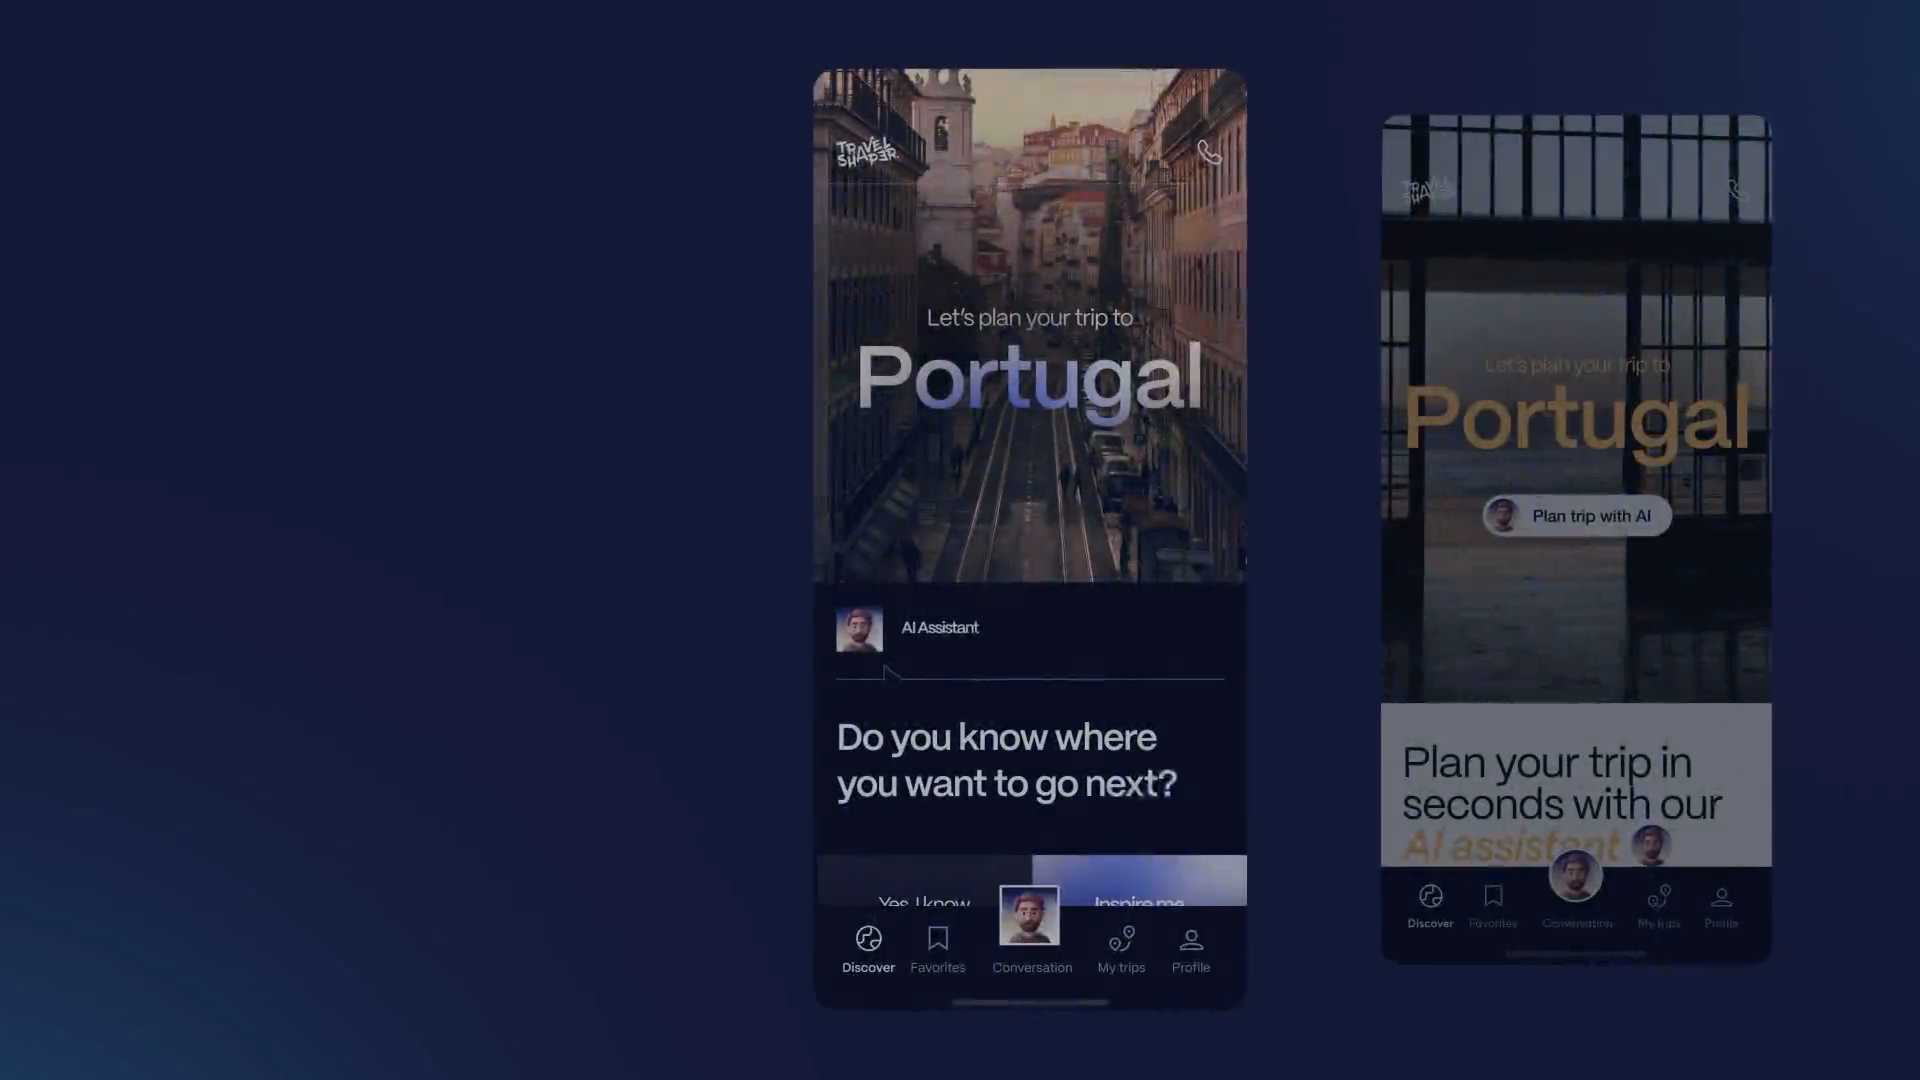 TRAVEL
SHAPER.
Let's plan your trip to
Portugal
AI Assistant
Do you know where
you want to go next?
Yes, I know
Inspire me
Discover
Favorites
Conversation
My trips
Profile
TRAVEL
SHAPER
Let's plan your trip to
Portugal
Plan trip with AI
Plan your trip in
seconds with our
AI assistant
Discover
Favorites
Conversation
My trips
Profile